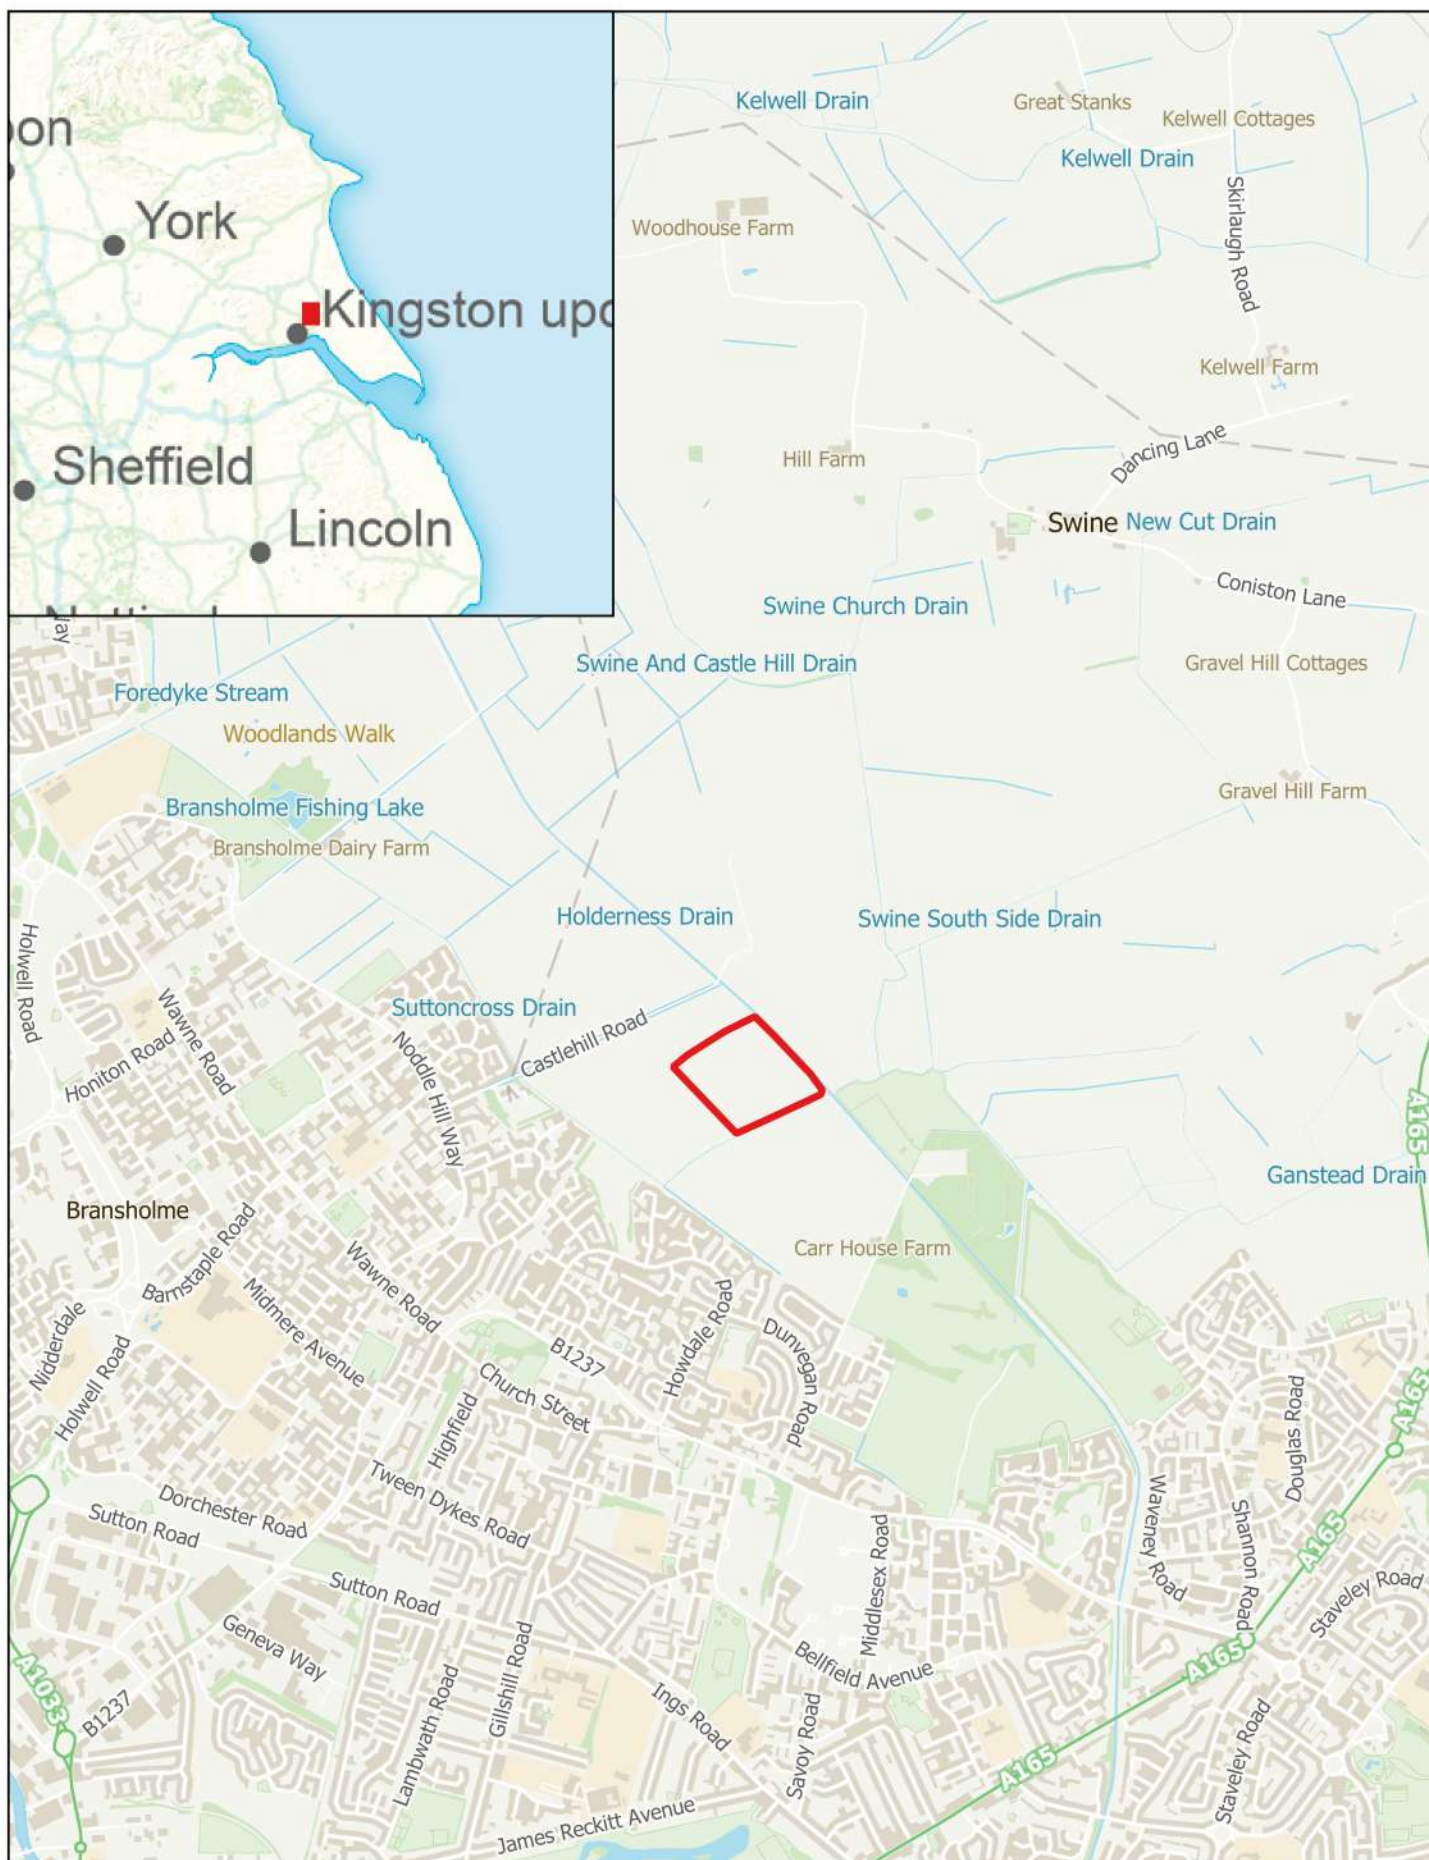 oon
York
Kingston upo
Sheffield
Lincoln
Kelwell Drain
Great Stanks
Kelwell Cottages
Kelwell Drain
Skirlaugh Road
Woodhouse Farm
Kelwell Farm
Dancing Lane
Hill Farm
Swine
New Cut Drain
Coniston Lane
Swine Church Drain
Swine And Castle Hill Drain
Gravel Hill Cottages
Foredyke Stream
Woodlands Walk
Gravel Hill Farm
Bransholme Fishing Lake
Bransholme Dairy Farm
Holderness Drain
Swine South Side Drain
Holwell Road
Wawne Road
Suttoncross Drain
Castlehill Road
Honiton Road
Noddle Hill Way
A165
Ganstead Drain
Bransholme
Barnstaple Road
Wawne Road
Carr House Farm
Midmere Avenue
Nidderdale
Holwell Road
B1237
Howdale Road
Dunvegan Road
Church Street
Highfield
A165
Douglas Road
Tween Dykes Road
Dorchester Road
Sutton Road
Sutton Road
Middlesex Road
Waveney Road
Shannon Road
A165
Staveley Road
Geneva Way
Gillshill Road
Lambwath Road
Bellfield Avenue
A165
A1033
B1237
Ings Road
Savoy Road
Staveley Road
A165
James Reckitt Avenue